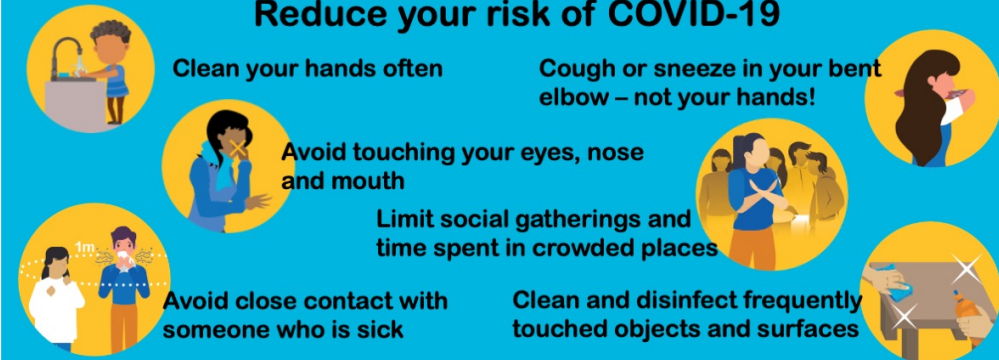 Reduce your risk of COVID-19
Clean your hands often
Cough or sneeze in your bent
elbow – not your hands!
Avoid touching your eyes, nose
and mouth
Limit social gatherings and
time spent in crowded places
1m
Avoid close contact with
someone who is sick
Clean and disinfect frequently
touched objects and surfaces